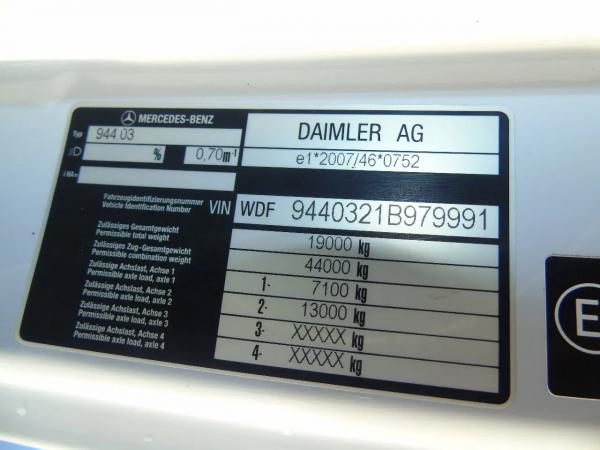 MERCEDES-BENZ
Typ 944.03
DAIMLER AG
% 0,70m⁻¹
e1*2007/46*0752
Fahrzeugidentifizierungsnummer
Vehicle Identification Number
VIN WDF 9440321B979991
Zulässiges Gesamtgewicht
Permissible total weight
19000 kg
Zulässiges Zug-Gesamtgewicht
Permissible combination weight
44000 kg
Zulässige Achslast, Achse 1
Permissible axle load, axle 1
1- 7100 kg
Zulässige Achslast, Achse 2
Permissible axle load, axle 2
2- 13000 kg
Zulässige Achslast, Achse 3
Permissible axle load, axle 3
3- XXXXX kg
Zulässige Achslast, Achse 4
Permissible axle load, axle 4
4- XXXXX kg
E